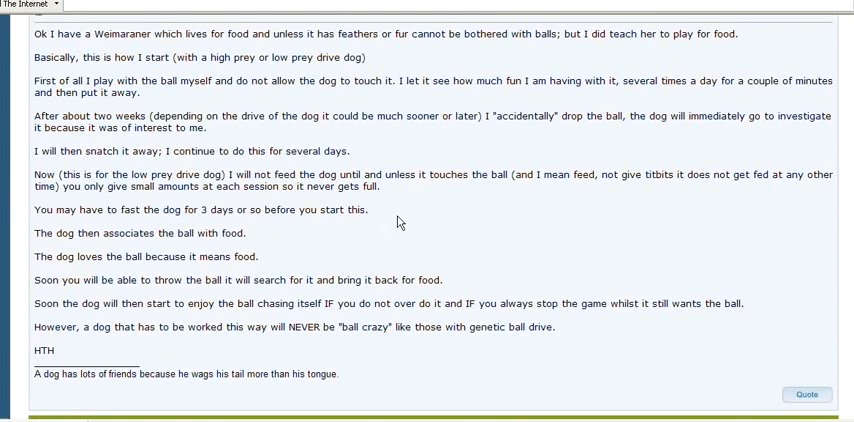 The Internet
Ok I have a Weimaraner which lives for food and unless it has feathers or fur cannot be bothered with balls; but I did teach her to play for food.
Basically, this is how I start (with a high prey or low prey drive dog)
First of all I play with the ball myself and do not allow the dog to touch it. I let it see how much fun I am having with it, several times a day for a couple of minutes
and then put it away.
After about two weeks (depending on the drive of the dog it could be much sooner or later) I "accidentally" drop the ball, the dog will immediately go to investigate
it because it was of interest to me.
I will then snatch it away; I continue to do this for several days.
Now (this is for the low prey drive dog) I will not feed the dog until and unless it touches the ball (and I mean feed, not give titbits it does not get fed at any other
time) you only give small amounts at each session so it never gets full.
You may have to fast the dog for 3 days or so before you start this.
The dog then associates the ball with food.
The dog loves the ball because it means food.
Soon you will be able to throw the ball it will search for it and bring it back for food.
Soon the dog will then start to enjoy the ball chasing itself IF you do not over do it and IF you always stop the game whilst it still wants the ball.
However, a dog that has to be worked this way will NEVER be "ball crazy" like those with genetic ball drive.
HTH
A dog has lots of friends because he wags his tail more than his tongue.
Quote